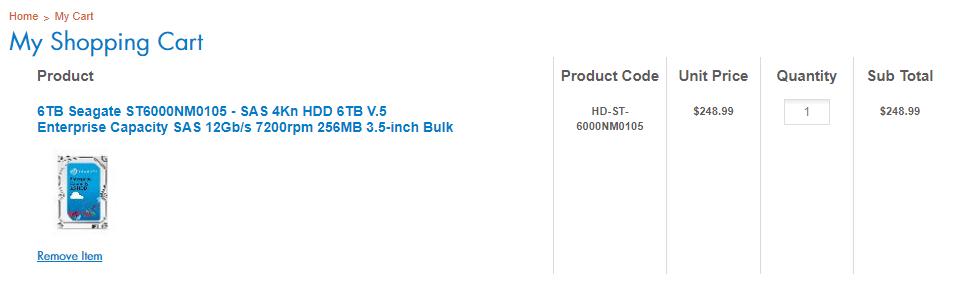 Home > My Cart
My Shopping Cart
Product Product Code Unit Price Quantity Sub Total
6TB Seagate ST6000NM0105 - SAS 4Kn HDD 6TB V.5
Enterprise Capacity SAS 12Gb/s 7200rpm 256MB 3.5-inch Bulk
HD-ST-
6000NM0105
$248.99
1
$248.99
Enterprise
Capacity
Remove Item